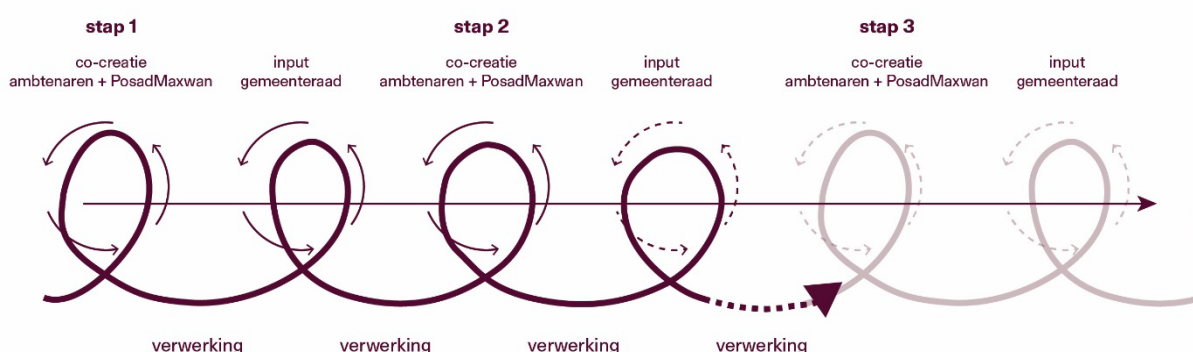 stap 1
stap 2
stap 3
co-creatie
ambtenaren + PosadMaxwan
input
gemeenteraad
co-creatie
ambtenaren + PosadMaxwan
input
gemeenteraad
co-creatie
ambtenaren + PosadMaxwan
input
gemeenteraad
verwerking
verwerking
verwerking
verwerking